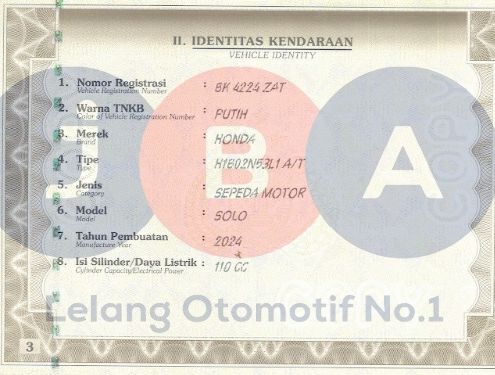 II. IDENTITAS KENDARAAN
VEHICLE IDENTITY
1. Nomor Registrasi : BK 4224 ZAT
Vehicle Registration Number
2. Warna TNKB : PUTIH
Color of Vehicle Registration Number
3. Merek : HONDA
Brand
4. Tipe : H1B02N53L1 A/T
Type
5. Jenis : SEPEDA MOTOR
Category
6. Model : SOLO
Model
7. Tahun Pembuatan : 2024
Manufacture Year
8. Isi Silinder/Daya Listrik : 110 CC
Cylinder Capacity/Electrical Power
JBA
Lelang Otomotif No.1
3